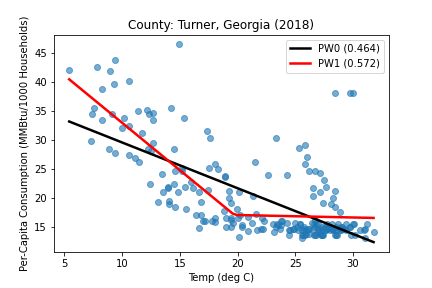 County: Turner, Georgia (2018)
Per-Capita Consumption (MMBtu/1000 Households)
45
40
35
30
25
20
15
PW0 (0.464)
PW1 (0.572)
5 10 15 20 25 30
Temp (deg C)